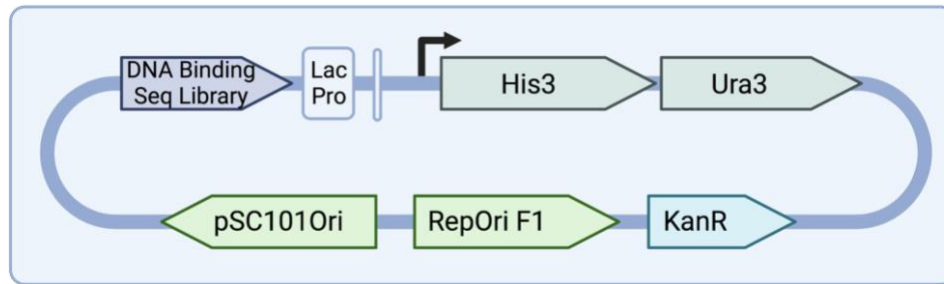 DNA Binding
Seq Library
Lac
Pro
His3
Ura3
pSC101Ori
RepOri F1
KanR